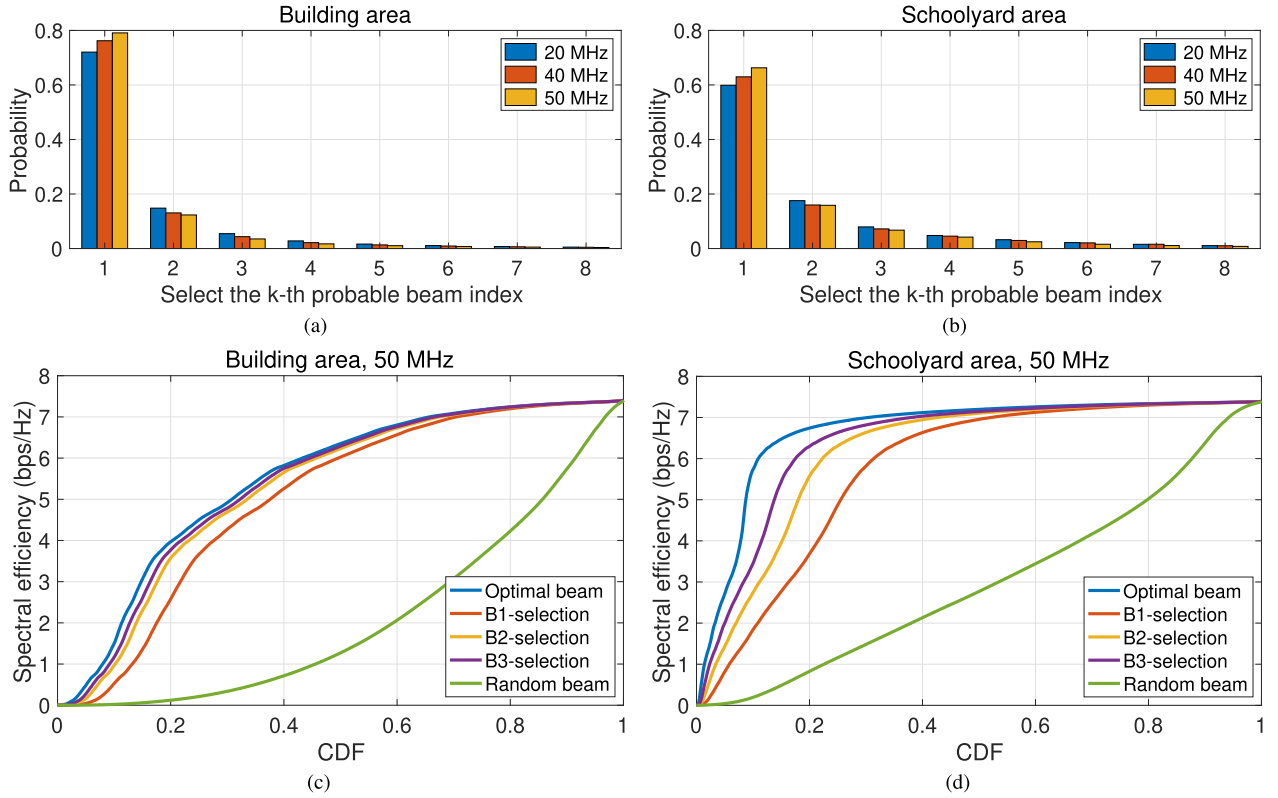 Building area
0.8
0.6
0.4
0.2
0
Probability
20 MHz
40 MHz
50 MHz
1 2 3 4 5 6 7 8
Select the k-th probable beam index
(a)
Schoolyard area
0.8
0.6
0.4
0.2
0
Probability
20 MHz
40 MHz
50 MHz
1 2 3 4 5 6 7 8
Select the k-th probable beam index
(b)
Building area, 50 MHz
8
7
6
5
4
3
2
1
0
Spectral efficiency (bps/Hz)
Optimal beam
B1-selection
B2-selection
B3-selection
Random beam
0 0.2 0.4 0.6 0.8 1
CDF
(c)
Schoolyard area, 50 MHz
8
7
6
5
4
3
2
1
0
Spectral efficiency (bps/Hz)
Optimal beam
B1-selection
B2-selection
B3-selection
Random beam
0 0.2 0.4 0.6 0.8 1
CDF
(d)